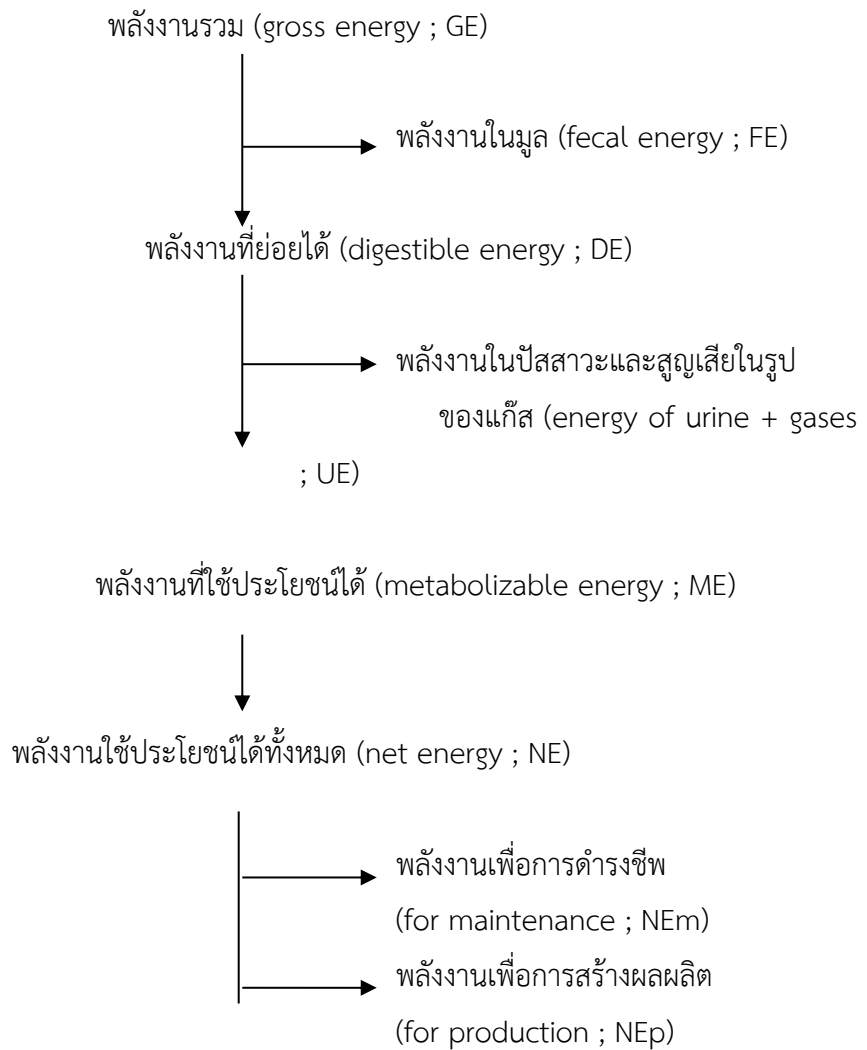 พลังงานรวม (gross energy ; GE)
พลังงานในมูล (fecal energy ; FE)
พลังงานที่ย่อยได้ (digestible energy ; DE)
พลังงานในปัสสาวะและสูญเสียในรูป
ของแก๊ส (energy of urine + gases
; UE)
พลังงานที่ใช้ประโยชน์ได้ (metabolizable energy ; ME)
พลังงานใช้ประโยชน์ได้ทั้งหมด (net energy ; NE)
พลังงานเพื่อการดำรงชีพ
(for maintenance ; NEm)
พลังงานเพื่อการสร้างผลผลิต
(for production ; NEp)